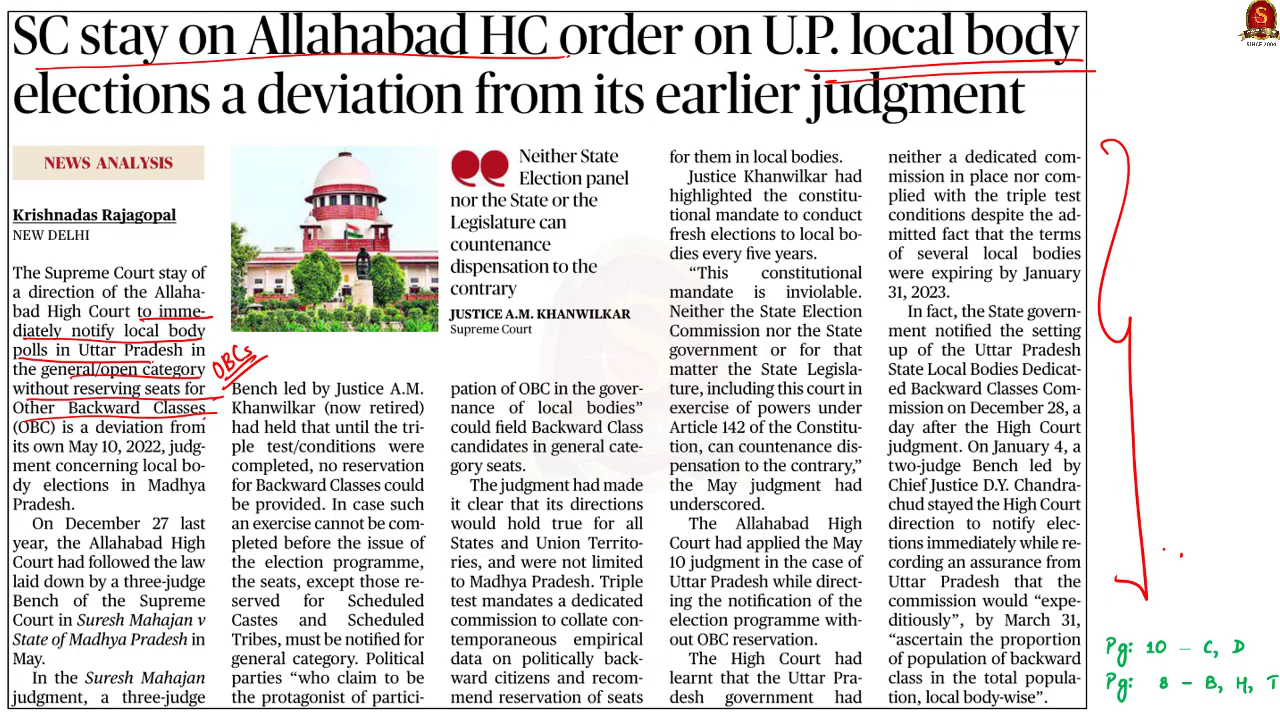 SC stay on Allahabad HC order on U.P. local body
elections a deviation from its earlier judgment
NEWS ANALYSIS
Krishnadas Rajagopal
NEW DELHI
The Supreme Court stay of
a direction of the Allaha-
bad High Court to imme-
diately notify local body
polls in Uttar Pradesh in
the general/open category
without reserving seats for
Other Backward Classes
(OBC) is a deviation from
its own May 10, 2022, judg-
ment concerning local bo-
dy elections in Madhya
Pradesh.
On December 27 last
year, the Allahabad High
Court had followed the law
laid down by a three-judge
Bench of the Supreme
Court in Suresh Mahajan v
State of Madhya Pradesh in
May.
In the Suresh Mahajan
judgment, a three-judge
OBCs
Bench led by Justice A.M.
Khanwilkar (now retired)
had held that until the tri-
ple test/conditions were
completed, no reservation
for Backward Classes could
be provided. In case such
an exercise cannot be com-
pleted before the issue of
the election programme,
the seats, except those re-
served for Scheduled
Castes and Scheduled
Tribes, must be notified for
general category. Political
parties “who claim to be
the protagonist of partici-
Neither State
Election panel
nor the State or the
Legislature can
countenance
dispensation to the
contrary
JUSTICE A.M. KHANWILKAR
Supreme Court
pation of OBC in the gover-
nance of local bodies”
could field Backward Class
candidates in general cate-
gory seats.
The judgment had made
it clear that its directions
would hold true for all
States and Union Territo-
ries, and were not limited
to Madhya Pradesh. Triple
test mandates a dedicated
commission to collate con-
temporaneous empirical
data on politically back-
ward citizens and recom-
mend reservation of seats
for them in local bodies.
Justice Khanwilkar had
highlighted the constitu-
tional mandate to conduct
fresh elections to local bo-
dies every five years.
“This constitutional
mandate is inviolable.
Neither the State Election
Commission nor the State
government or for that
matter the State Legisla-
ture, including this court in
exercise of powers under
Article 142 of the Constitu-
tion, can countenance dis-
pensation to the contrary,”
the May judgment had
underscored.
The Allahabad High
Court had applied the May
10 judgment in the case of
Uttar Pradesh while direct-
ing the notification of the
election programme with-
out OBC reservation.
The High Court had
learnt that the Uttar Pra-
desh government had
neither a dedicated com-
mission in place nor com-
plied with the triple test
conditions despite the ad-
mitted fact that the terms
of several local bodies
were expiring by January
31, 2023.
In fact, the State govern-
ment notified the setting
up of the Uttar Pradesh
State Local Bodies Dedicat-
ed Backward Classes Com-
mission on December 28, a
day after the High Court
judgment. On January 4, a
two-judge Bench led by
Chief Justice D.Y. Chandra-
chud stayed the High Court
direction to notify elec-
tions immediately while re-
cording an assurance from
Uttar Pradesh that the
commission would “expe-
ditiously”, by March 31,
“ascertain the proportion
of population of backward
class in the total popula-
tion, local body-wise”.
S
SINCE 2004
Pg: 10 – C, D
Pg: 8 – B, H, T